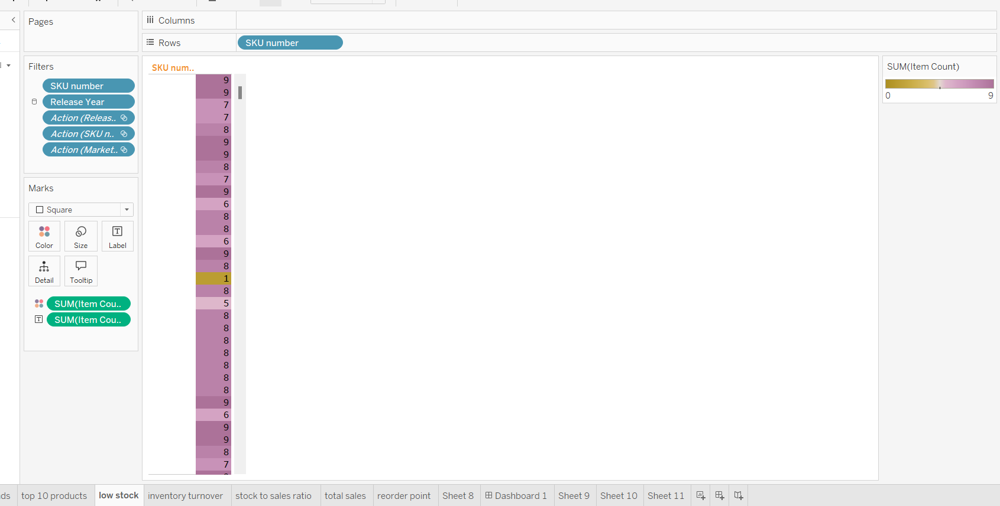 Pages
Columns
Rows
SKU number
Filters
SKU number
Release Year
Action (Releas..
Action (SKU n..
Action (Market..
Marks
Square
Color
Size
Label
Detail
Tooltip
SUM(Item Cou..
SUM(Item Cou..
SKU num..
9
9
7
7
8
9
9
8
7
9
6
8
8
6
9
8
1
8
5
8
8
8
8
8
8
8
9
6
9
9
8
7
SUM(Item Count)
0 9
ds top 10 products low stock inventory turnover stock to sales ratio total sales reorder point Sheet 8 Dashboard 1 Sheet 9 Sheet 10 Sheet 11